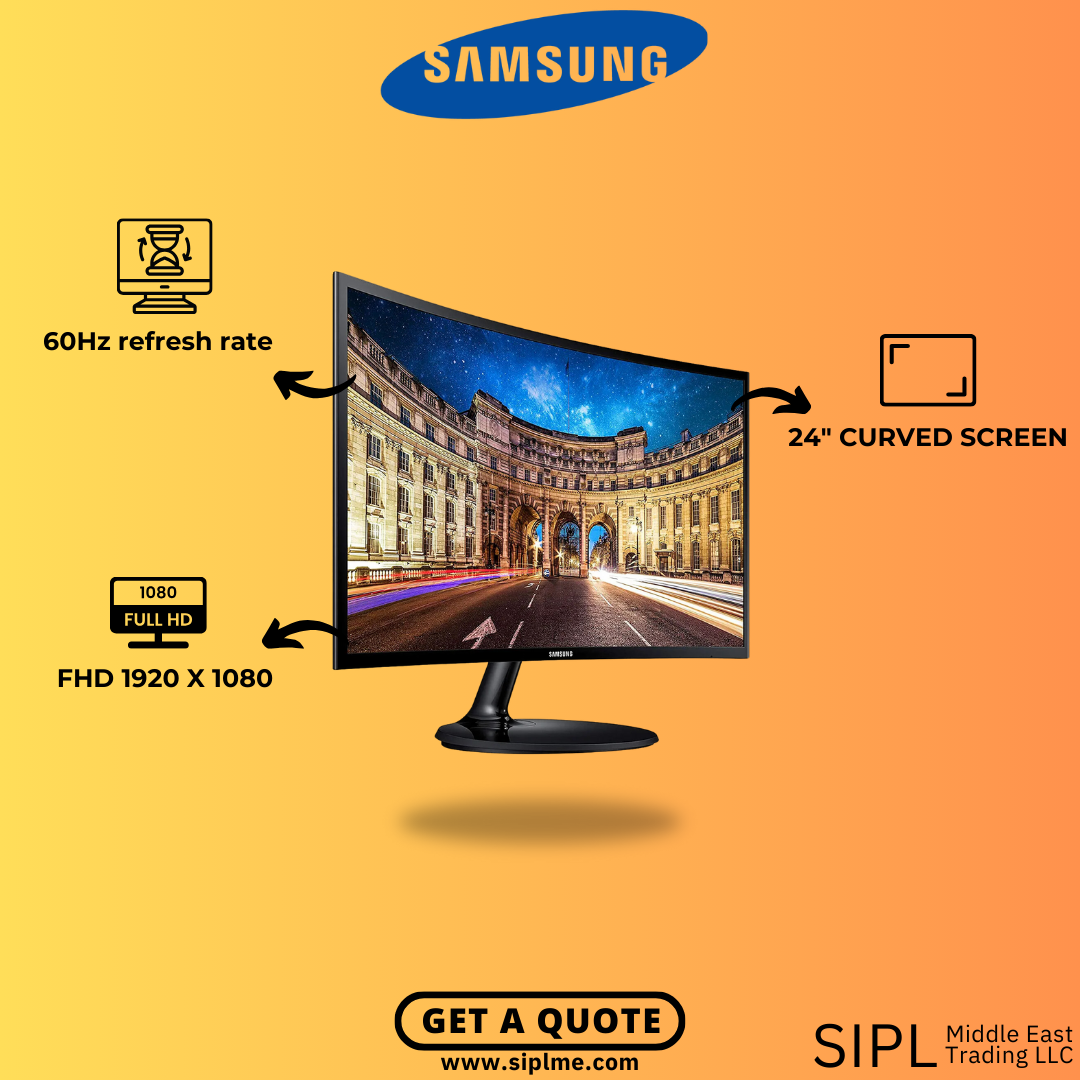 SAMSUNG
60Hz refresh rate
24" CURVED SCREEN
1080
FULL HD
FHD 1920 X 1080
SAMSUNG
GET A QUOTE
www.siplme.com
SIPL Middle East
Trading LLC